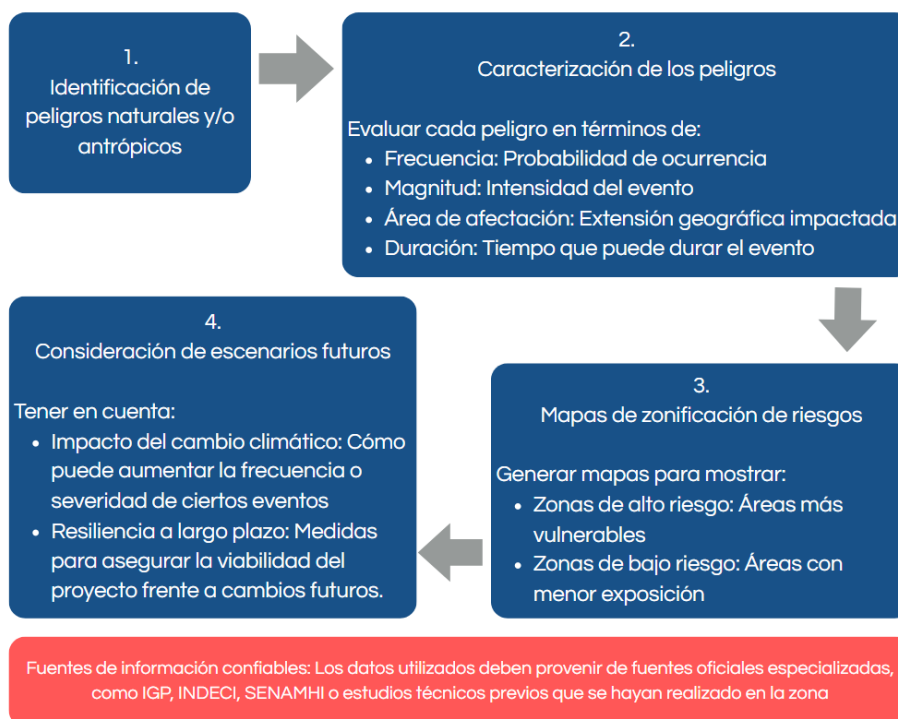 1.
Identificación de
peligros naturales y/o
antrópicos
2.
Caracterización de los peligros
Evaluar cada peligro en términos de:
• Frecuencia: Probabilidad de ocurrencia
• Magnitud: Intensidad del evento
• Área de afectación: Extensión geográfica impactada
• Duración: Tiempo que puede durar el evento
3.
Mapas de zonificación de riesgos
Generar mapas para mostrar:
• Zonas de alto riesgo: Áreas más
vulnerables
• Zonas de bajo riesgo: Áreas con
menor exposición
4.
Consideración de escenarios futuros
Tener en cuenta:
• Impacto del cambio climático: Cómo
puede aumentar la frecuencia o
severidad de ciertos eventos
• Resiliencia a largo plazo: Medidas
para asegurar la viabilidad del
proyecto frente a cambios futuros.
Fuentes de información confiables: Los datos utilizados deben provenir de fuentes oficiales especializadas,
como IGP, INDECI, SENAMHI o estudios técnicos previos que se hayan realizado en la zona